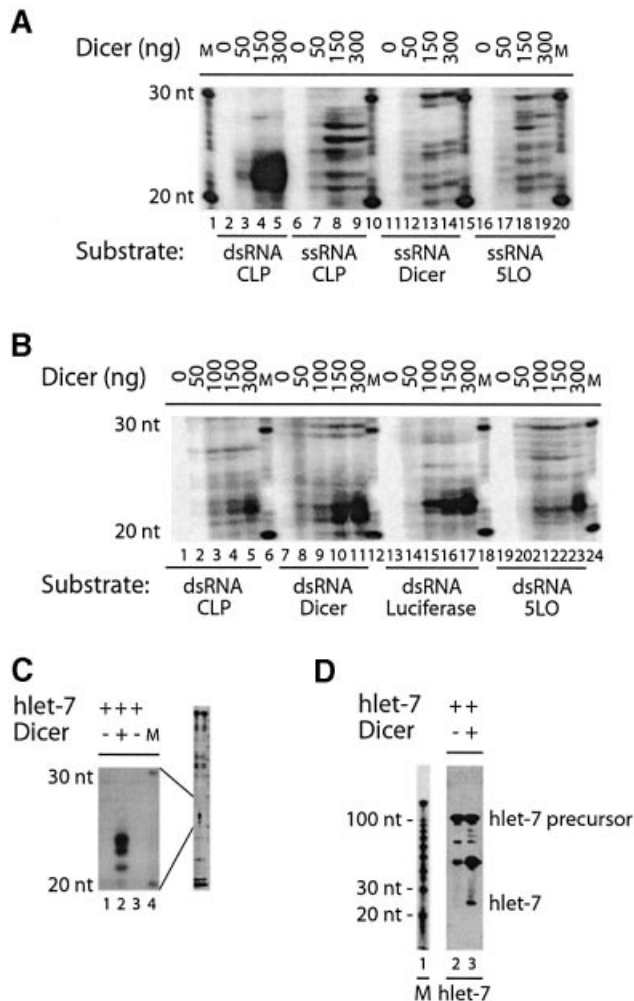 A
Dicer (ng) M 0 50 150 300 0 50 150 300 0 50 150 300 0 50 150 300 M
30 nt
20 nt
1 2 3 4 5 6 7 8 9 10 11 12 13 14 15 16 17 18 19 20
Substrate: dsRNA ssRNA ssRNA ssRNA
CLP CLP Dicer 5LO
B
Dicer (ng) 0 50 100 150 300 M 0 50 100 150 300 M 0 50 100 150 300 M 0 50 100 150 300 M
30 nt
20 nt
1 2 3 4 5 6 7 8 9 10 11 12 13 14 15 16 17 18 19 20 21 22 23 24
Substrate: dsRNA dsRNA dsRNA dsRNA
CLP Dicer Luciferase 5LO
C
hlet-7 + + +
Dicer - + - M
30 nt
20 nt
1 2 3 4
D
hlet-7 + +
Dicer - +
100 nt - hlet-7 precursor
30 nt -
20 nt - hlet-7
1 2 3
M hlet-7